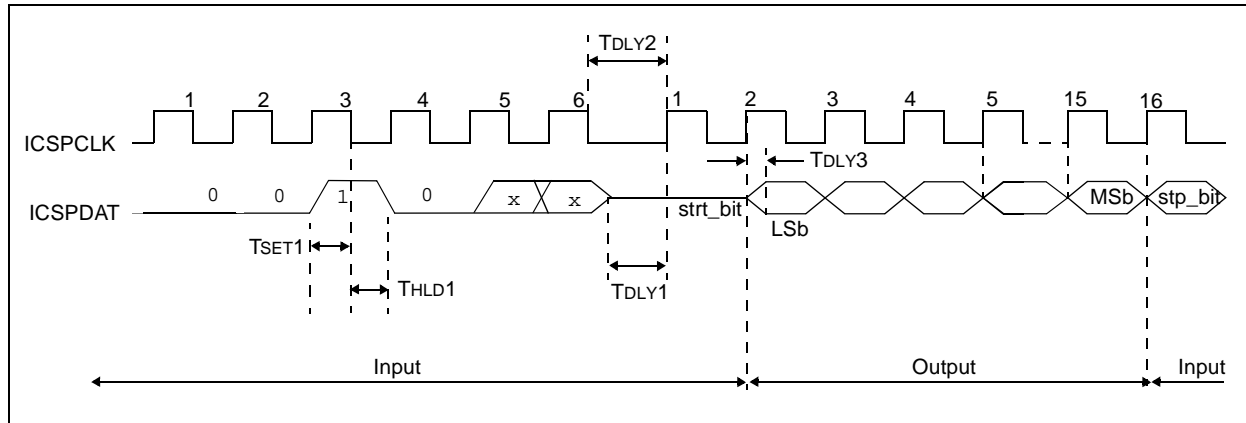 TDLY2
1 2 3 4 5 6 1 2 3 4 5 15 16
ICSPCLK
TDLY3
ICSPDAT
0 0 1 0 x x strt_bit MSb stp_bit
LSb
TSET1
THLD1
TDLY1
Input Output Input